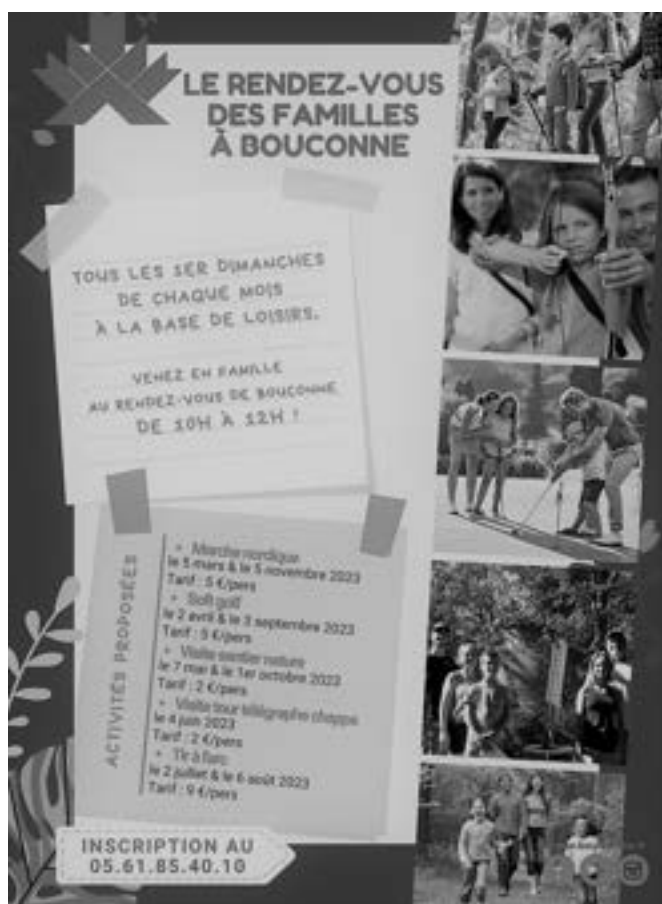 LE RENDEZ-VOUS
DES FAMILLES
À BOUCONNE
TOUS LES 1ER DIMANCHES
DE CHAQUE MOIS
À LA BASE DE LOISIRS.
VENEZ EN FAMILLE
AU RENDEZ-VOUS DE BOUCONNE
DE 10H À 12H !
ACTIVITÉS PROPOSÉES
• Marche nordique
le 5 mars & le 5 novembre 2023
Tarif : 5 €/pers
• Soft golf
le 2 avril & le 3 septembre 2023
Tarif : 5 €/pers
• Visite sentier nature
le 7 mai & le 1er octobre 2023
Tarif : 2 €/pers
• Visite tour télégraphe chappe
le 4 juin 2023
Tarif : 2 €/pers
• Tir à l'arc
le 2 juillet & le 6 août 2023
Tarif : 9 €/pers
INSCRIPTION AU
05.61.85.40.10